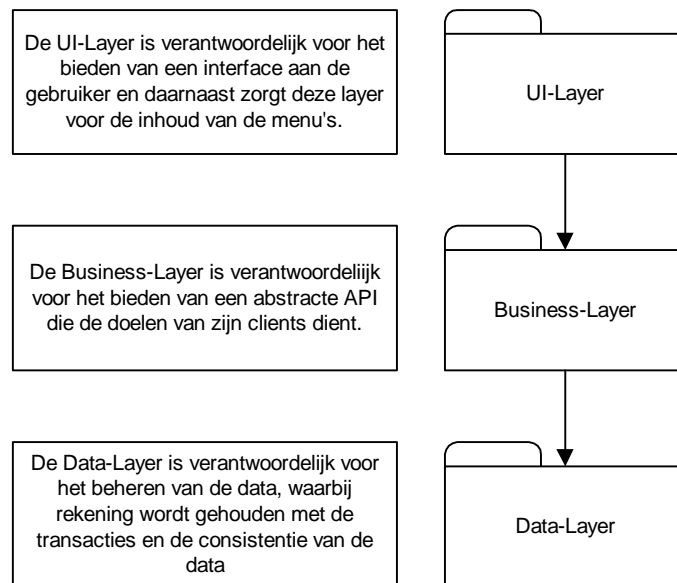 De UI-Layer is verantwoordelijk voor het
bieden van een interface aan de
gebruiker en daarnaast zorgt deze layer
voor de inhoud van de menu's.
UI-Layer
De Business-Layer is verantwoordeliijk
voor het bieden van een abstracte API
die de doelen van zijn clients dient.
Business-Layer
De Data-Layer is verantwoordelijk voor
het beheren van de data, waarbij
rekening wordt gehouden met de
transacties en de consistentie van de
data
Data-Layer